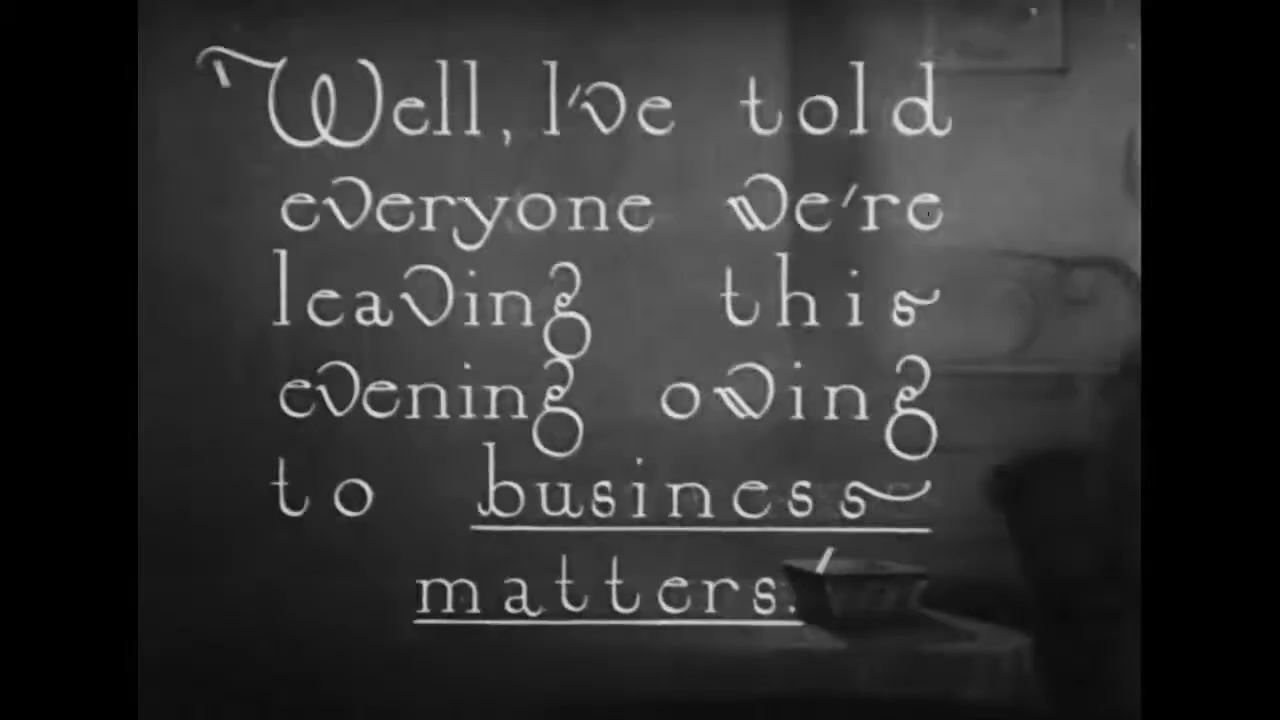 "Well, I've told
everyone we're
leaving this
evening owing
to business
matters."